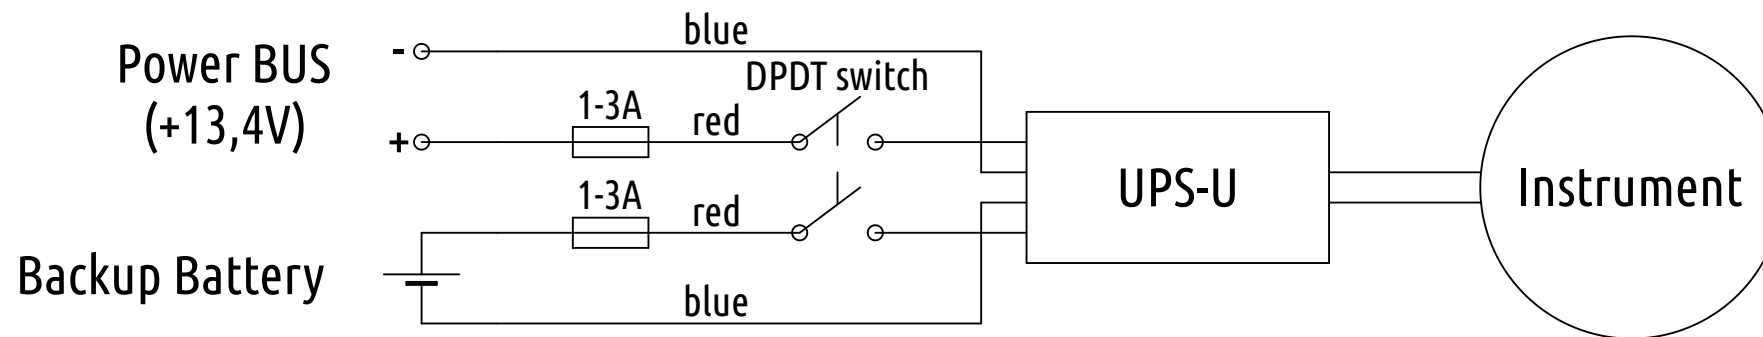 blue
Power BUS
(+13,4V)
-
+
DPDT switch
1-3A
red
1-3A
red
UPS-U
Instrument
Backup Battery
blue